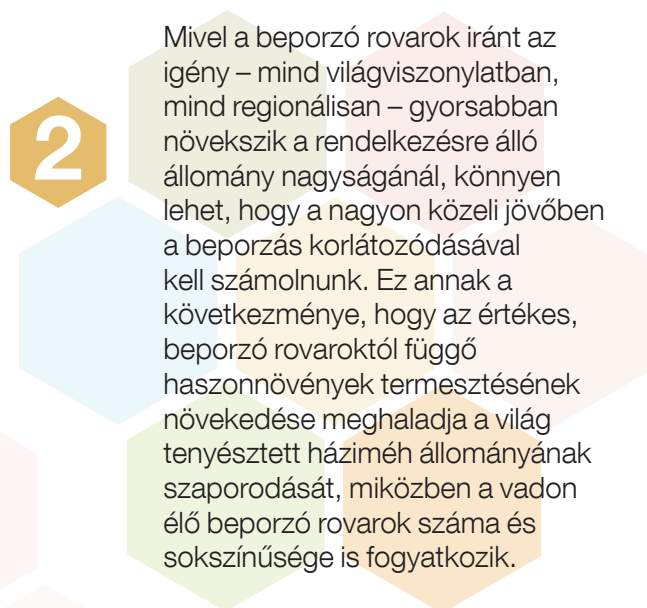 2
Mivel a beporzó rovarok iránt az
igény – mind világviszonylatban,
mind regionálisan – gyorsabban
növekszik a rendelkezésre álló
állomány nagyságánál, könnyen
lehet, hogy a nagyon közeli jövőben
a beporzás korlátozódásával
kell számolnunk. Ez annak a
következménye, hogy az értékes,
beporzó rovaroktól függő
haszonnövények termesztésének
növekedése meghaladja a világ
tenyésztett háziméh állományának
szaporodását, miközben a vadon
élő beporzó rovarok száma és
sokszínűsége is fogyatkozik.